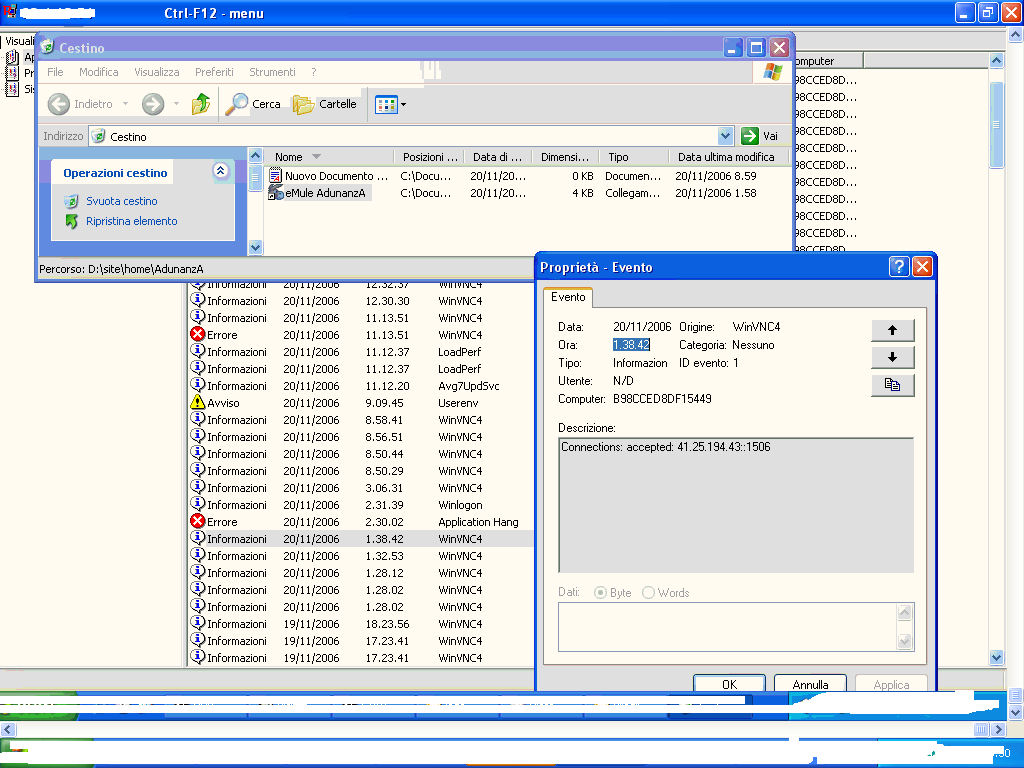 Ctrl-F12 - menu
Visuali
Ap
Pr
Sis
Cestino
File Modifica Visualizza Preferiti Strumenti ?
Indietro Cerca Cartelle
Indirizzo Cestino Vai
Operazioni cestino
Svuota cestino
Ripristina elemento
Nome Posizioni ... Data di ... Dimensi... Tipo Data ultima modifica
Nuovo Documento ... C:\Docu... 20/11/20... 0 KB Documen... 20/11/2006 8.59
eMule AdunanzA C:\Docu... 20/11/20... 4 KB Collegam... 20/11/2006 1.58
Percorso: D:\site\home\AdunanzA
omputer
98CCED8D...
98CCED8D...
98CCED8D...
98CCED8D...
98CCED8D...
98CCED8D...
98CCED8D...
98CCED8D...
98CCED8D...
98CCED8D...
98CCED8D...
Informazioni 20/11/2006 12.32.37 WinVNC4
Informazioni 20/11/2006 12.30.30 WinVNC4
Informazioni 20/11/2006 11.13.51 WinVNC4
Errore 20/11/2006 11.13.51 WinVNC4
Informazioni 20/11/2006 11.12.37 LoadPerf
Informazioni 20/11/2006 11.12.37 LoadPerf
Informazioni 20/11/2006 11.12.20 Avg7UpdSvc
Avviso 20/11/2006 9.09.45 Userenv
Informazioni 20/11/2006 8.58.41 WinVNC4
Informazioni 20/11/2006 8.56.51 WinVNC4
Informazioni 20/11/2006 8.50.44 WinVNC4
Informazioni 20/11/2006 8.50.29 WinVNC4
Informazioni 20/11/2006 3.06.31 WinVNC4
Informazioni 20/11/2006 2.31.39 Winlogon
Errore 20/11/2006 2.30.02 Application Hang
Informazioni 20/11/2006 1.38.42 WinVNC4
Informazioni 20/11/2006 1.32.53 WinVNC4
Informazioni 20/11/2006 1.28.12 WinVNC4
Informazioni 20/11/2006 1.28.02 WinVNC4
Informazioni 20/11/2006 1.28.02 WinVNC4
Informazioni 19/11/2006 18.23.56 WinVNC4
Informazioni 19/11/2006 17.23.41 WinVNC4
Informazioni 19/11/2006 17.23.41 WinVNC4
Proprietà - Evento
Evento
Data: 20/11/2006 Origine: WinVNC4
Ora: 1.38.42 Categoria: Nessuno
Tipo: Informazion ID evento: 1
Utente: N/D
Computer: B98CCED8DF15449
Descrizione:
Connections: accepted: 41.25.194.43::1506
Dati: Byte Words
OK Annulla Applica